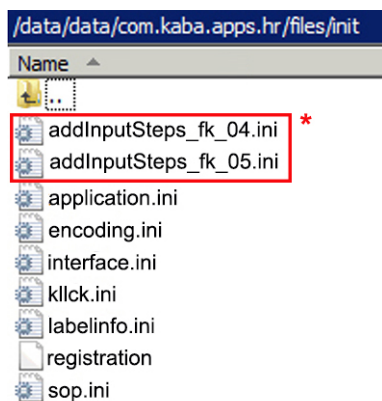 /data/data/com.kaba.apps.hr/files/init
Name
..
addInputSteps_fk_04.ini *
addInputSteps_fk_05.ini
application.ini
encoding.ini
interface.ini
kllck.ini
labelinfo.ini
registration
sop.ini